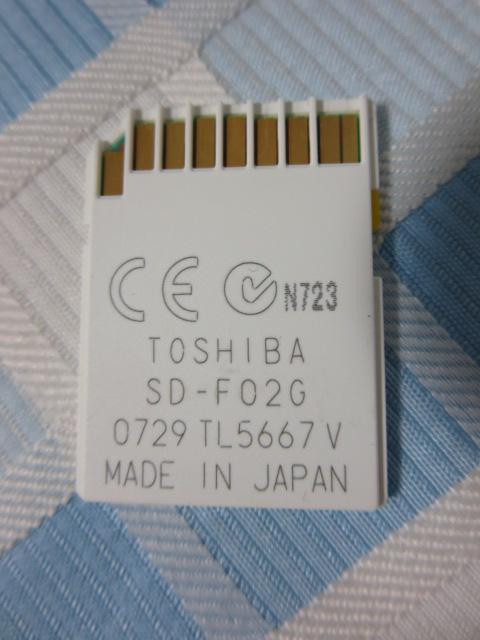 CE N723
TOSHIBA
SD-F02G
0729 TL5667 V
MADE IN JAPAN